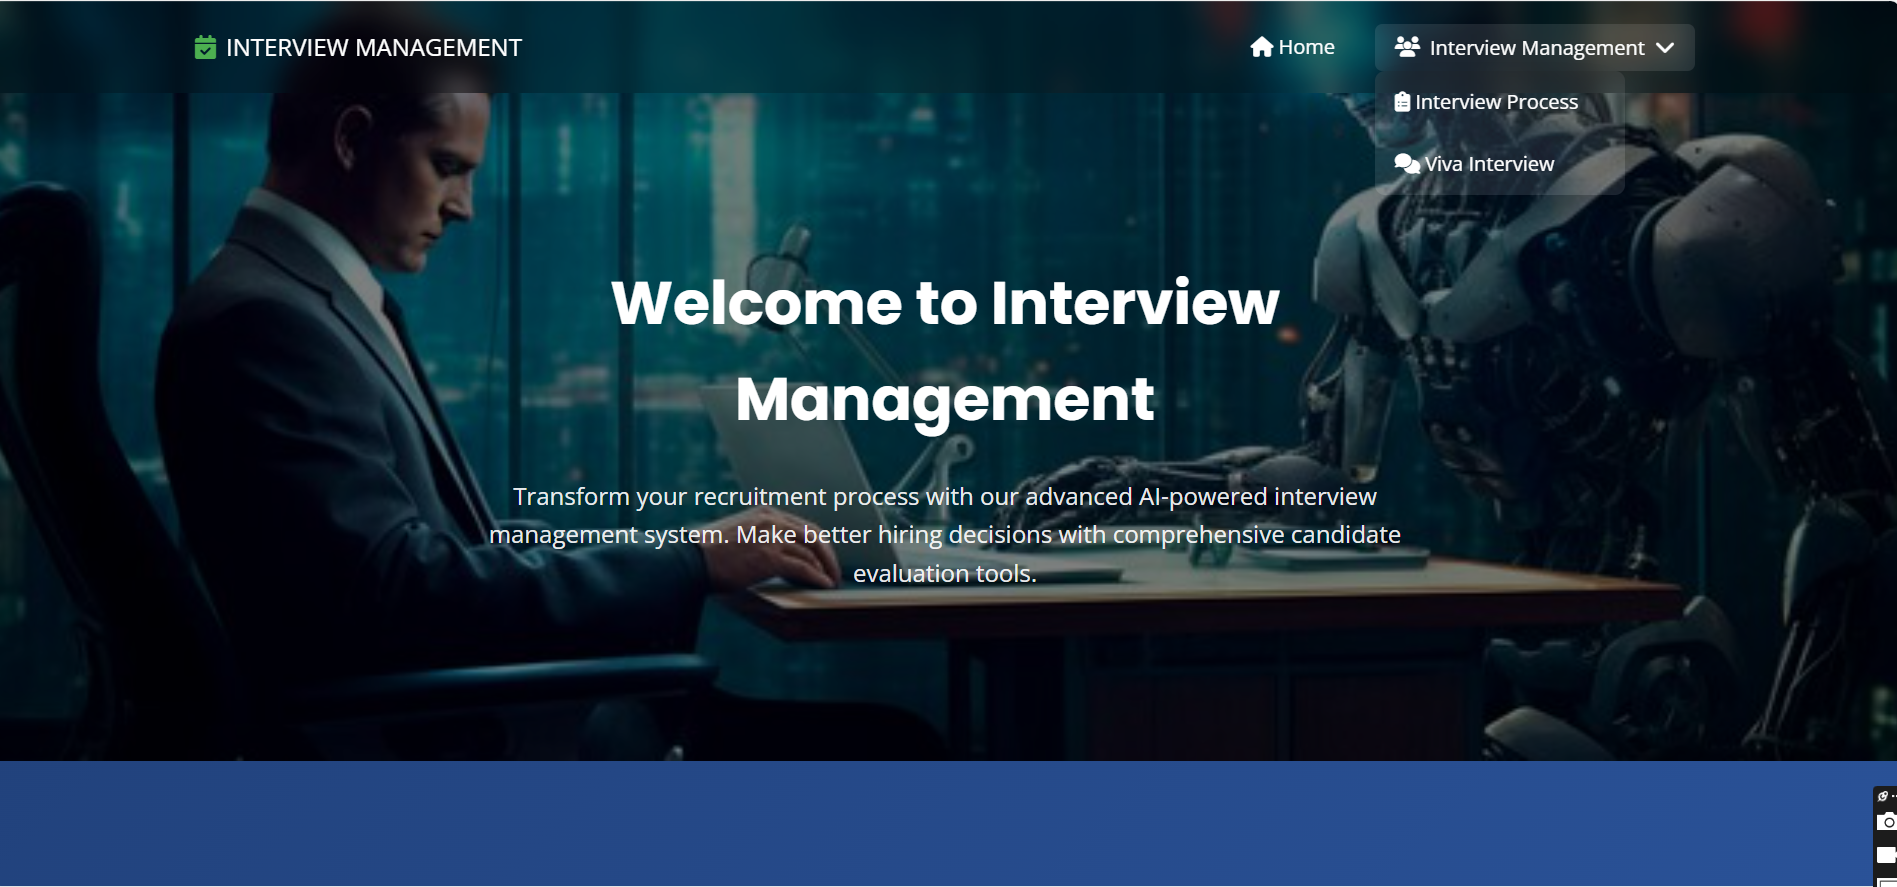 INTERVIEW MANAGEMENT
Home
Interview Management
Interview Process
Viva Interview
Welcome to Interview
Management
Transform your recruitment process with our advanced AI-powered interview
management system. Make better hiring decisions with comprehensive candidate
evaluation tools.